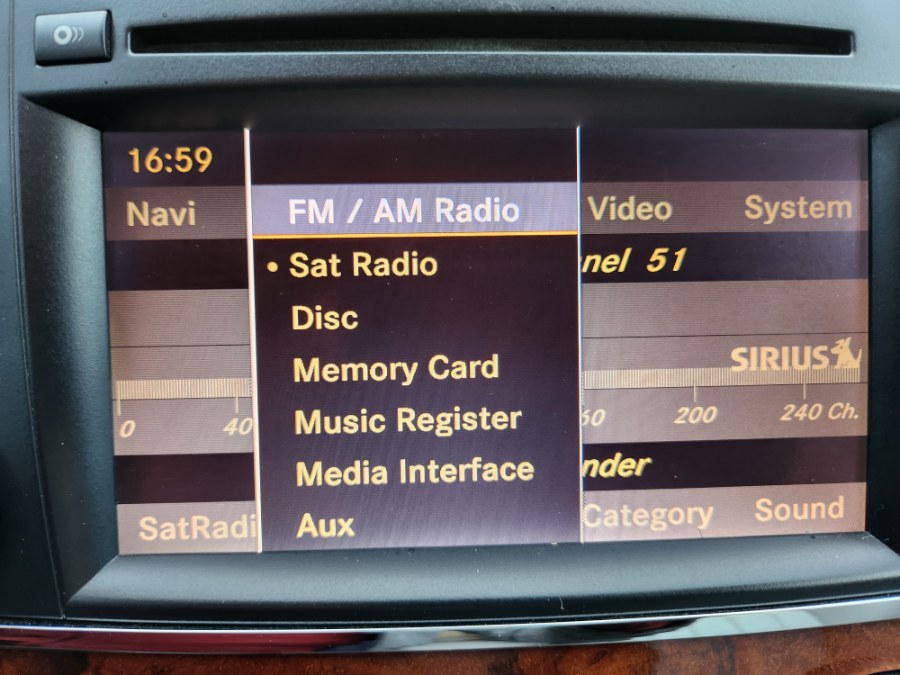 16:59
Navi
FM / AM Radio
Video
System
• Sat Radio
nel 51
Disc
SIRIUS
Memory Card
0
40
60
200
240 Ch.
Music Register
Media Interface
nder
SatRadi
Aux
Category
Sound